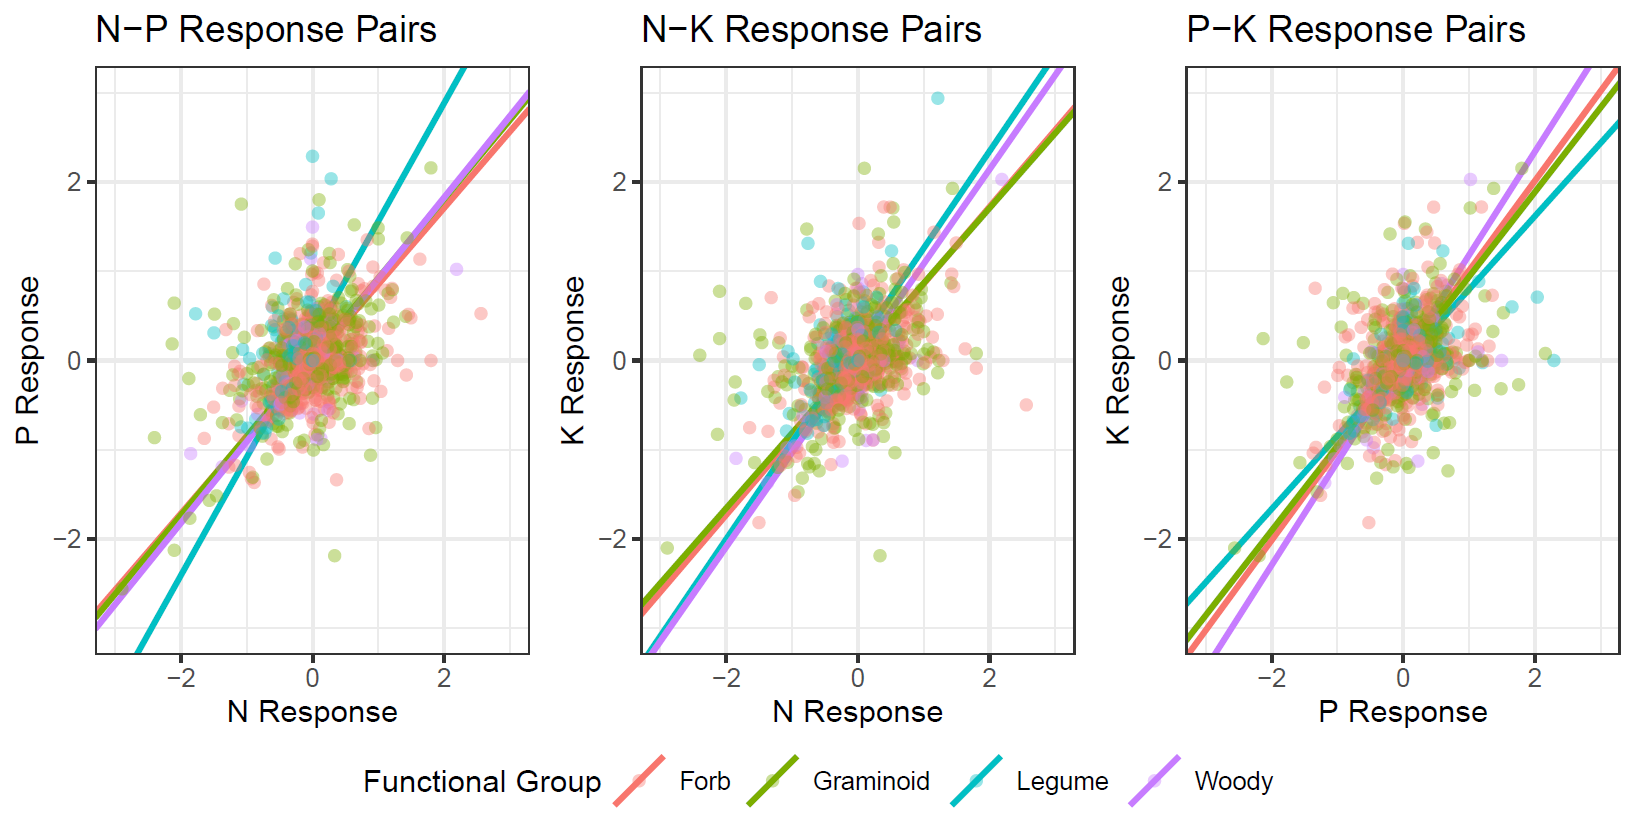 N−P Response Pairs
N−K Response Pairs
P−K Response Pairs
P Response
2
0
−2
−2 0 2
N Response
K Response
2
0
−2
−2 0 2
N Response
K Response
2
0
−2
−2 0 2
P Response
Functional Group Forb Graminoid Legume Woody